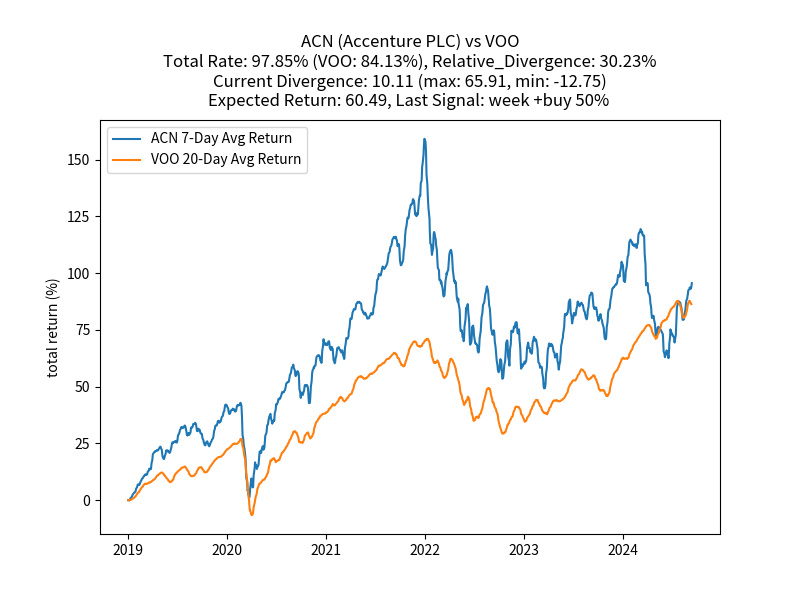 ACN (Accenture PLC) vs VOO
Total Rate: 97.85% (VOO: 84.13%), Relative_Divergence: 30.23%
Current Divergence: 10.11 (max: 65.91, min: -12.75)
Expected Return: 60.49, Last Signal: week +buy 50%
ACN 7-Day Avg Return
VOO 20-Day Avg Return
total return (%)
150
125
100
75
50
25
0
2019 2020 2021 2022 2023 2024